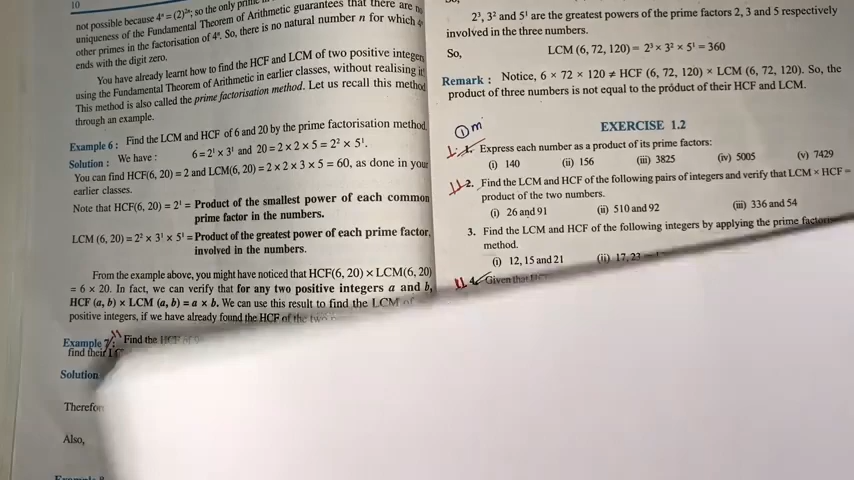 10
not possible because 4ⁿ = (2)²ⁿ; so the only prime
uniqueness of the Fundamental Theorem of Arithmetic guarantees that there are no
other primes in the factorisation of 4ⁿ. So, there is no natural number n for which 4ⁿ
ends with the digit zero.
You have already learnt how to find the HCF and LCM of two positive integers
using the Fundamental Theorem of Arithmetic in earlier classes, without realising it!
This method is also called the prime factorisation method. Let us recall this method
through an example.
Example 6 : Find the LCM and HCF of 6 and 20 by the prime factorisation method.
Solution : We have : 6 = 2¹ × 3¹ and 20 = 2 × 2 × 5 = 2² × 5¹.
You can find HCF(6, 20) = 2 and LCM(6, 20) = 2 × 2 × 3 × 5 = 60, as done in your
earlier classes.
Note that HCF(6, 20) = 2¹ = Product of the smallest power of each common
prime factor in the numbers.
LCM (6, 20) = 2² × 3¹ × 5¹ = Product of the greatest power of each prime factor,
involved in the numbers.
From the example above, you might have noticed that HCF(6, 20) × LCM(6, 20)
= 6 × 20. In fact, we can verify that for any two positive integers a and b,
HCF (a, b) × LCM (a, b) = a × b. We can use this result to find the LCM of
positive integers, if we have already found the HCF of the two
Example 7 : Find the HCF of
find their
Solution
Therefor
Also,
2³, 3² and 5¹ are the greatest powers of the prime factors 2, 3 and 5 respectively
involved in the three numbers.
So, LCM (6, 72, 120) = 2³ × 3² × 5¹ = 360
Remark : Notice, 6 × 72 × 120 ≠ HCF (6, 72, 120) × LCM (6, 72, 120). So, the
product of three numbers is not equal to the product of their HCF and LCM.
① m
EXERCISE 1.2
1. Express each number as a product of its prime factors:
(i) 140 (ii) 156 (iii) 3825 (iv) 5005 (v) 7429
2. Find the LCM and HCF of the following pairs of integers and verify that LCM × HCF =
product of the two numbers.
(i) 26 and 91 (ii) 510 and 92 (iii) 336 and 54
3. Find the LCM and HCF of the following integers by applying the prime factoris
method.
(i) 12, 15 and 21 (ii) 17, 23
4. Given that